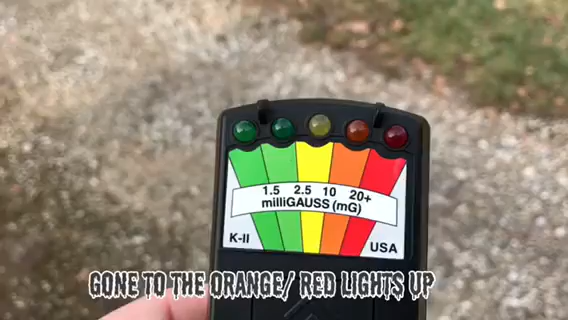 1.5 2.5 10 20+
milliGAUSS (mG)
K-II USA
GONE TO THE ORANGE/ RED LIGHTS UP